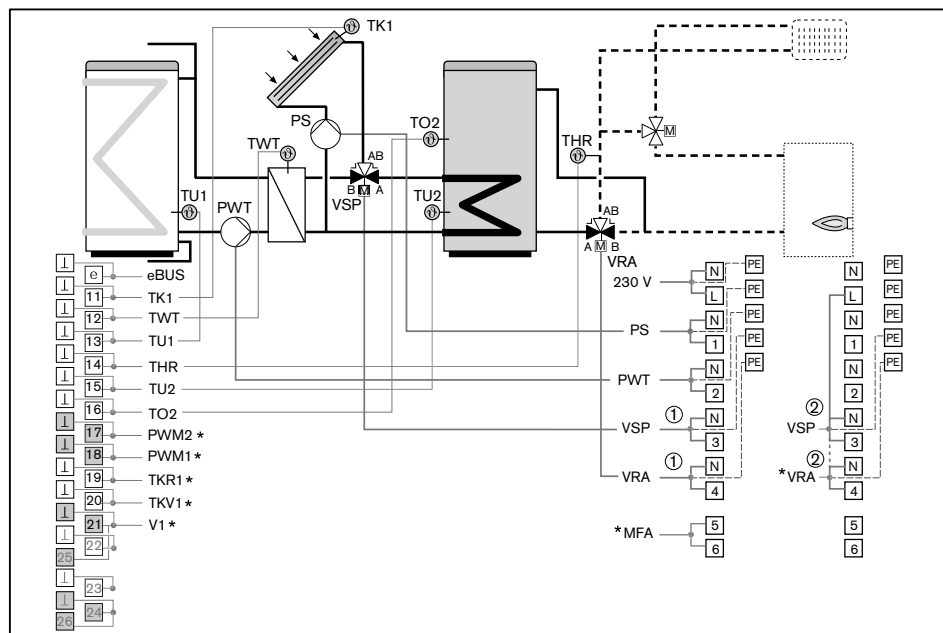 TK1
PS
TWT
AB
B M A
VSP
TO2
TU2
THR
M
TU1
PWT
AB
A M B
VRA
⊥ e eBUS
⊥ 11 TK1
⊥ 12 TWT
⊥ 13 TU1
⊥ 14 THR
⊥ 15 TU2
⊥ 16 TO2
⊥ 17 PWM2 *
⊥ 18 PWM1 *
⊥ 19 TKR1 *
⊥ 20 TKV1 *
⊥ 21 V1 *
⊥ 22
25
⊥ 23
⊥ 24
26
230 V N PE
L PE
PS N PE
1 PE
PWT N PE
2
VSP ① N
3
VRA ① N
4
* MFA 5
6
N PE
L PE
N PE
1 PE
N PE
2
VSP ② N
3
* VRA ② N
4
5
6